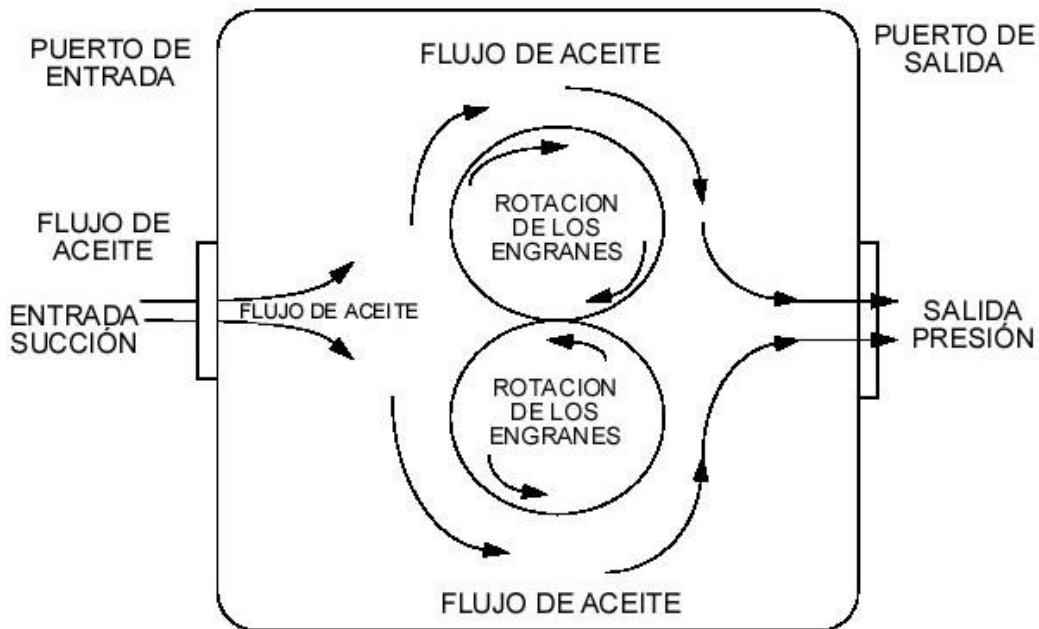 PUERTO DE
ENTRADA
FLUJO DE ACEITE
PUERTO DE
SALIDA
ROTACION
DE LOS
ENGRANES
FLUJO DE
ACEITE
FLUJO DE ACEITE
ENTRADA
SUCCIÓN
SALIDA
PRESIÓN
ROTACION
DE LOS
ENGRANES
FLUJO DE ACEITE